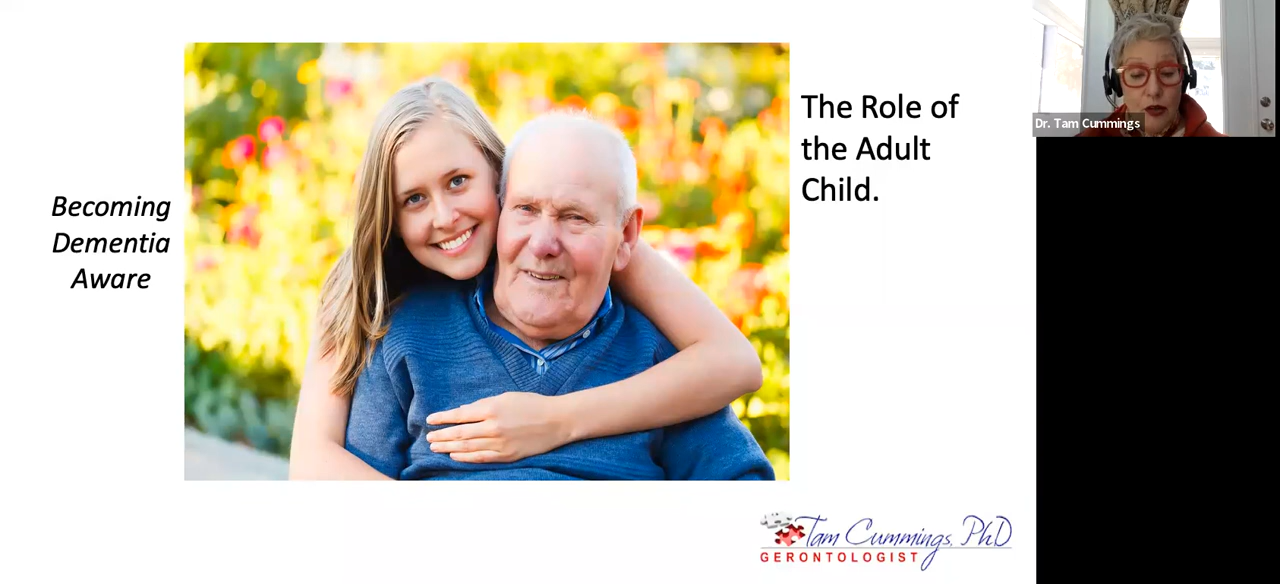 Becoming
Dementia
Aware
The Role of
the Adult
Child.
Dr. Tam Cummings
Tam Cummings, PhD
GERONTOLOGIST